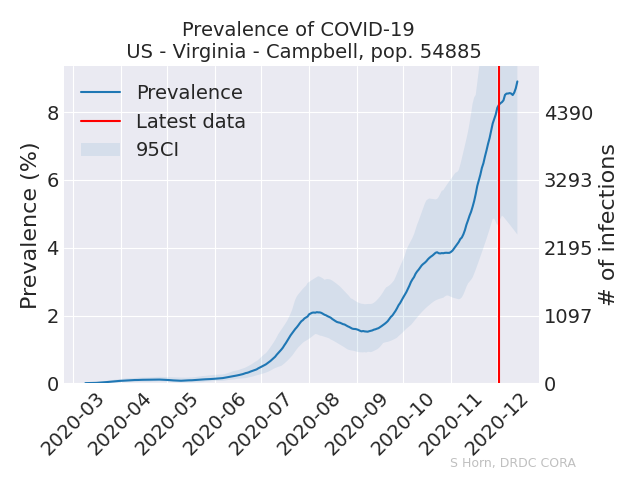 Prevalence of COVID-19
US - Virginia - Campbell, pop. 54885
Prevalence
Latest data
95CI
Prevalence (%)
8
6
4
2
0
4390
3293
2195
1097
0
# of infections
2020-03
2020-04
2020-05
2020-06
2020-07
2020-08
2020-09
2020-10
2020-11
2020-12
S Horn, DRDC CORA